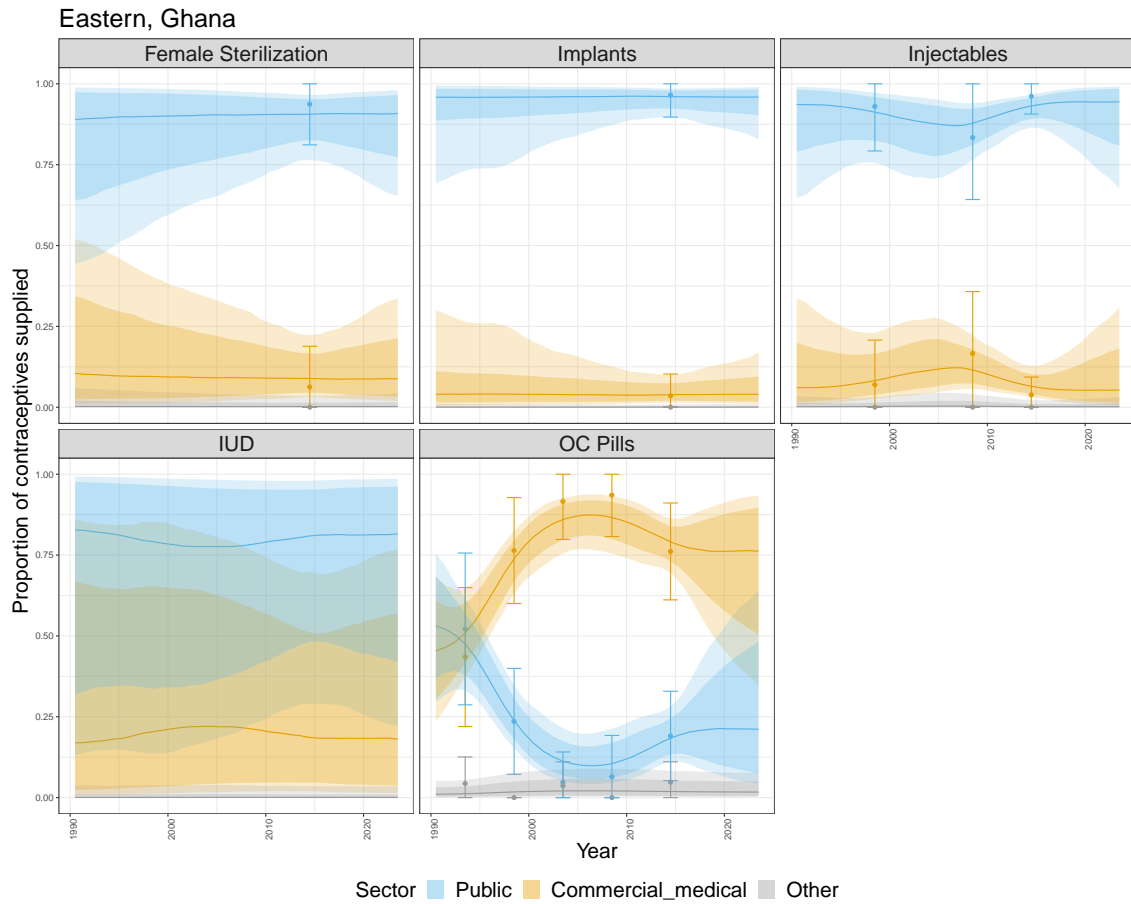 Eastern, Ghana
Female Sterilization
Implants
Injectables
1.00
0.75
0.50
0.25
0.00
1990
2000
2010
2020
IUD
OC Pills
1.00
0.75
0.50
0.25
0.00
1990
2000
2010
2020
1990
2000
2010
2020
Proportion of contraceptives supplied
Year
Sector Public Commercial_medical Other